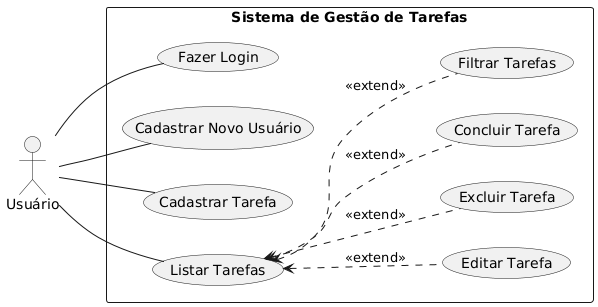 Sistema de Gestão de Tarefas
Fazer Login
Filtrar Tarefas
«extend»
Cadastrar Novo Usuário
Concluir Tarefa
«extend»
Usuário
Cadastrar Tarefa
Excluir Tarefa
«extend»
Listar Tarefas
Editar Tarefa
«extend»